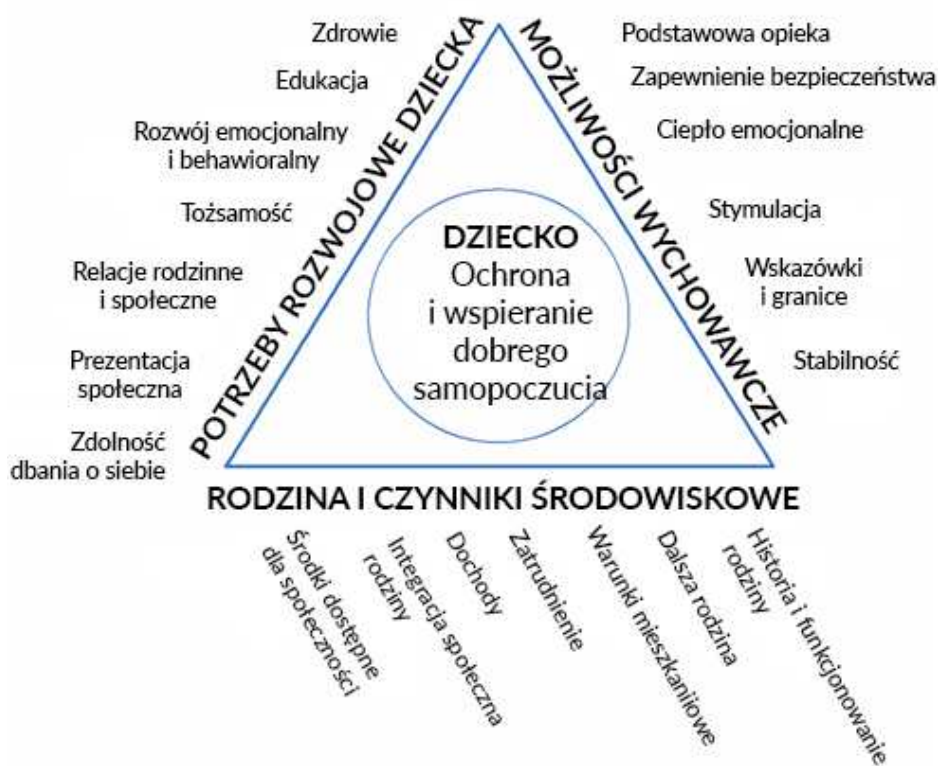 Zdrowie
Edukacja
Rozwój emocjonalny
i behawioralny
Tożsamość
Relacje rodzinne
i społeczne
Prezentacja
społeczna
Zdolność
dbania o siebie
POTRZEBY ROZWOJOWE DZIECKA
MOŻLIWOŚCI WYCHOWAWCZE
Podstawowa opieka
Zapewnienie bezpieczeństwa
Ciepło emocjonalne
Stymulacja
Wskazówki
i granice
Stabilność
DZIECKO
Ochrona
i wspieranie
dobrego
samopoczucia
RODZINA I CZYNNIKI ŚRODOWISKOWE
Środki dostępne
dla społeczności
Integracja społeczna
rodziny
Dochody
Zatrudnienie
Warunki mieszkaniiowe
Dalsza rodzina
Historia i funkcjonowanie
rodziny